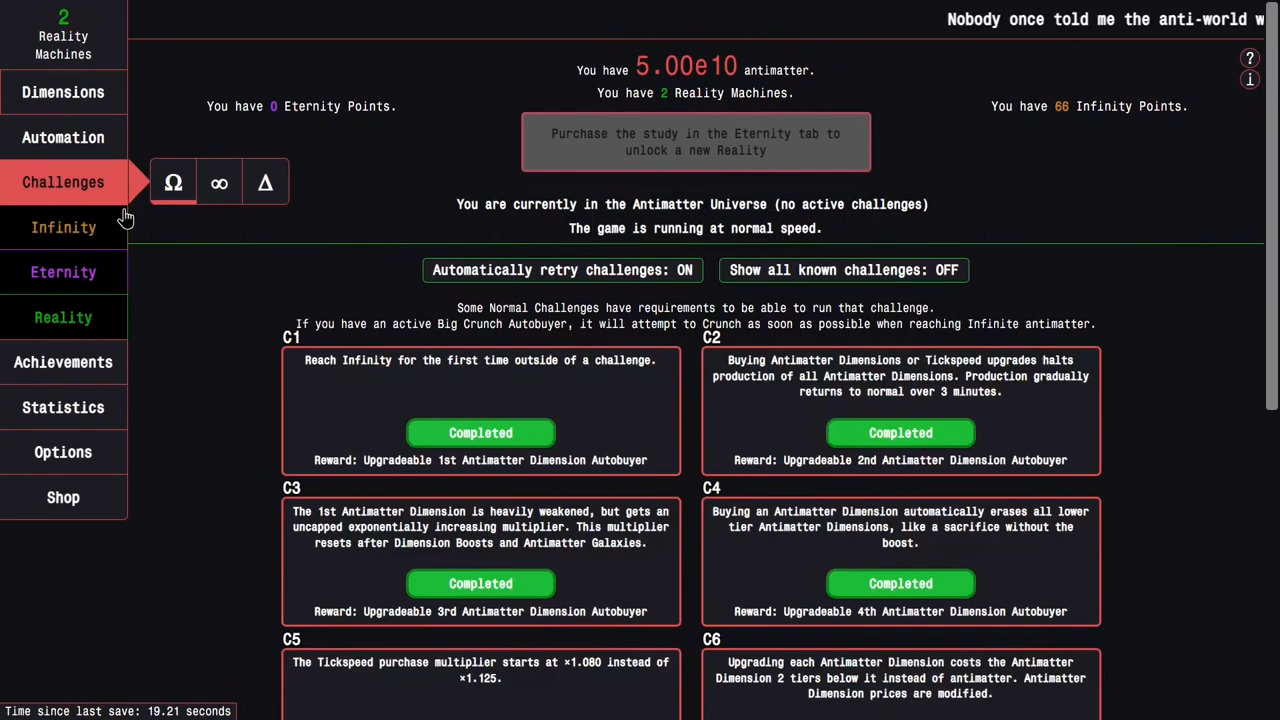 2
Reality
Machines
Dimensions
Automation
Challenges
Infinity
Eternity
Reality
Achievements
Statistics
Options
Shop
Ω
∞
Δ
Nobody once told me the anti-world w
You have 5.00e10 antimatter.
You have 2 Reality Machines.
You have 0 Eternity Points.
You have 66 Infinity Points.
Purchase the study in the Eternity tab to
unlock a new Reality
?
i
You are currently in the Antimatter Universe (no active challenges)
The game is running at normal speed.
Automatically retry challenges: ON
Show all known challenges: OFF
Some Normal Challenges have requirements to be able to run that challenge.
If you have an active Big Crunch Autobuyer, it will attempt to Crunch as soon as possible when reaching Infinite antimatter.
C1
Reach Infinity for the first time outside of a challenge.
Completed
Reward: Upgradeable 1st Antimatter Dimension Autobuyer
C2
Buying Antimatter Dimensions or Tickspeed upgrades halts
production of all Antimatter Dimensions. Production gradually
returns to normal over 3 minutes.
Completed
Reward: Upgradeable 2nd Antimatter Dimension Autobuyer
C3
The 1st Antimatter Dimension is heavily weakened, but gets an
uncapped exponentially increasing multiplier. This multiplier
resets after Dimension Boosts and Antimatter Galaxies.
Completed
Reward: Upgradeable 3rd Antimatter Dimension Autobuyer
C4
Buying an Antimatter Dimension automatically erases all lower
tier Antimatter Dimensions, like a sacrifice without the
boost.
Completed
Reward: Upgradeable 4th Antimatter Dimension Autobuyer
C5
The Tickspeed purchase multiplier starts at ×1.080 instead of
×1.125.
C6
Upgrading each Antimatter Dimension costs the Antimatter
Dimension 2 tiers below it instead of antimatter. Antimatter
Dimension prices are modified.
Time since last save: 19.21 seconds